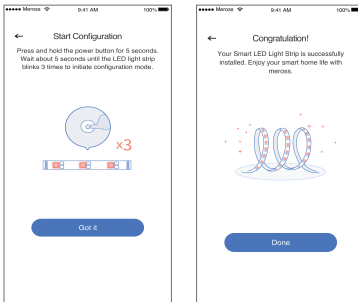 Meross 9:41 AM 100%
Start Configuration
Press and hold the power button for 5 seconds.
Wait about 5 seconds until the LED light strip
blinks 3 times to initiate configuration mode.
x3
Got it
Meross 9:41 AM 100%
Congratulation!
Your Smart LED Light Strip is successfully
installed. Enjoy your smart home life with
meross.
Done